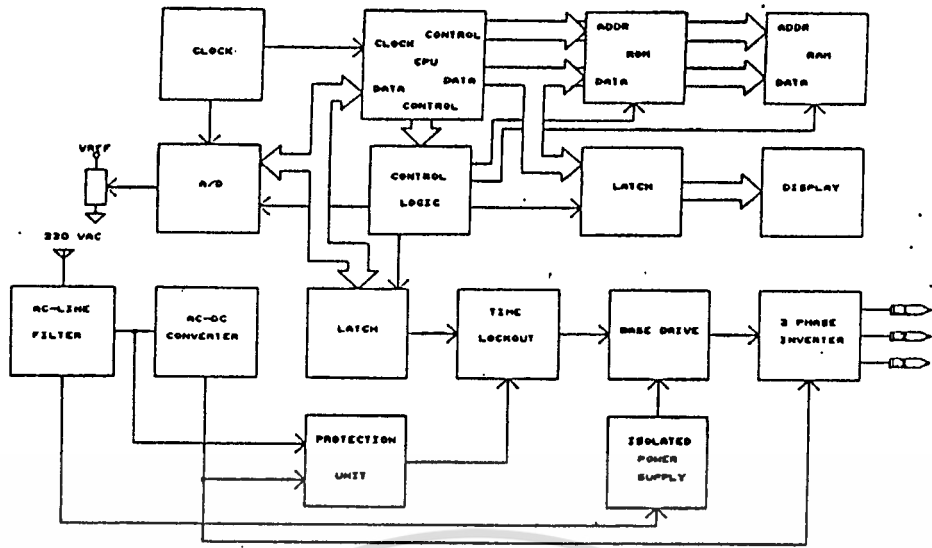 CLOCK
CLOCK
CONTROL
CPU
DATA
DATA
CONTROL
ADDR
ROM
DATA
ADDR
RAM
DATA
VREF
A/D
CONTROL
LOGIC
LATCH
DISPLAY
220 VAC
AC-LINE
FILTER
AC-DC
CONVERTER
LATCH
TIME
LOCKOUT
BASE DRIVE
3 PHASE
INVERTER
PROTECTION
UNIT
ISOLATED
POWER
SUPPLY